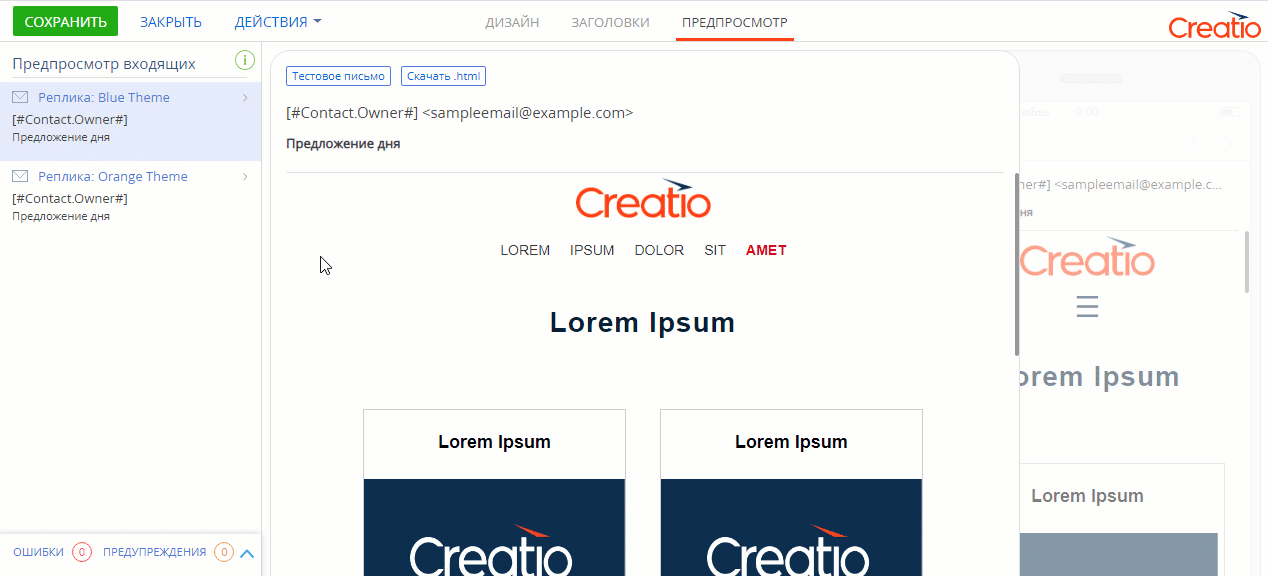 СОХРАНИТЬ ЗАКРЫТЬ ДЕЙСТВИЯ ДИЗАЙН ЗАГОЛОВКИ ПРЕДПРОСМОТР Creatio
Предпросмотр входящих i
Реплика: Blue Theme
[#Contact.Owner#]
Предложение дня
Реплика: Orange Theme
[#Contact.Owner#]
Предложение дня
ОШИБКИ 0 ПРЕДУПРЕЖДЕНИЯ 0
Тестовое письмо Скачать .html
[#Contact.Owner#] <sampleemail@example.com>
Предложение дня
Creatio
LOREM IPSUM DOLOR SIT AMET
Lorem Ipsum
Lorem Ipsum Lorem Ipsum
Creatio Creatio
9:00
ner#] <sampleemail@example.c...
ня
Creatio
orem Ipsum
Lorem Ipsum